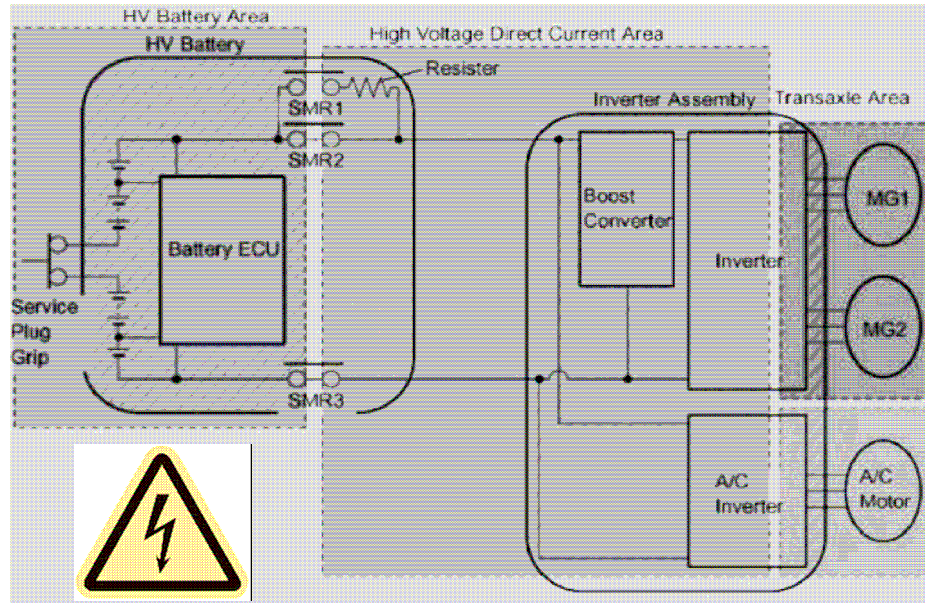 HV Battery Area
High Voltage Direct Current Area
HV Battery
Resister
SMR1
Inverter Assembly
Transaxle Area
SMR2
Boost
Converter
MG1
Battery ECU
Inverter
Service
Plug
Grip
MG2
SMR3
A/C
Inverter
A/C
Motor